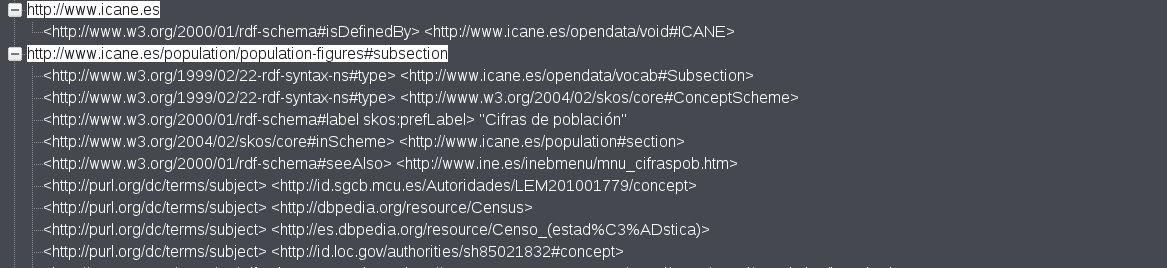 http://www.icane.es
<http://www.w3.org/2000/01/rdf-schema#isDefinedBy> <http://www.icane.es/opendata/void#ICANE>
http://www.icane.es/population/population-figures#subsection
<http://www.w3.org/1999/02/22-rdf-syntax-ns#type> <http://www.icane.es/opendata/vocab#Subsection>
<http://www.w3.org/1999/02/22-rdf-syntax-ns#type> <http://www.w3.org/2004/02/skos/core#ConceptScheme>
<http://www.w3.org/2000/01/rdf-schema#label skos:prefLabel> "Cifras de población"
<http://www.w3.org/2004/02/skos/core#inScheme> <http://www.icane.es/population#section>
<http://www.w3.org/2000/01/rdf-schema#seeAlso> <http://www.ine.es/inebmenu/mnu_cifraspob.htm>
<http://purl.org/dc/terms/subject> <http://id.sgcb.mcu.es/Autoridades/LEM201001779/concept>
<http://purl.org/dc/terms/subject> <http://dbpedia.org/resource/Census>
<http://purl.org/dc/terms/subject> <http://es.dbpedia.org/resource/Censo_(estad%C3%ADstica)>
<http://purl.org/dc/terms/subject> <http://id.loc.gov/authorities/sh85021832#concept>